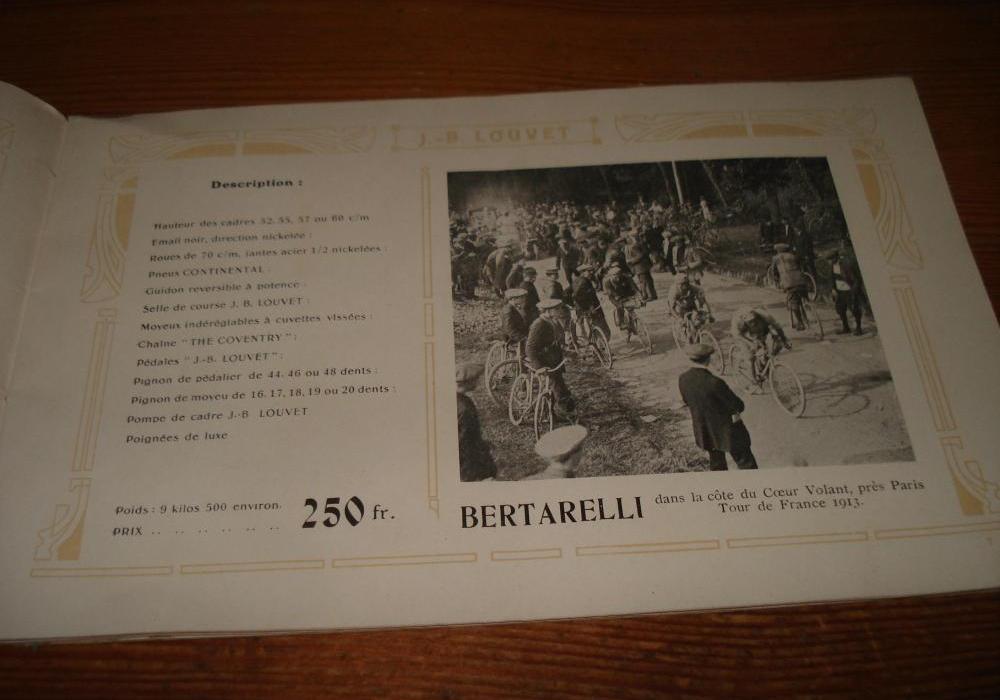 J.-B. LOUVET
Description :
Hauteur des cadres 52, 55, 57 ou 60 c/m
Email noir, direction nickelée :
Roues de 70 c/m, jantes acier 1/2 nickelées :
Pneus CONTINENTAL :
Guidon reversible à potence :
Selle de course J. B. LOUVET :
Moyeux indéréglables à cuvettes vissées :
Chaîne "THE COVENTRY" :
Pédales "J.-B. LOUVET" :
Pignon de pédalier de 44, 46 ou 48 dents :
Pignon de moyeu de 16, 17, 18, 19 ou 20 dents :
Pompe de cadre J.-B LOUVET
Poignées de luxe
Poids : 9 kilos 500 environ.
PRIX .. .. .. .. .. .. 250 fr.
BERTARELLI dans la côte du Cœur Volant, près Paris
Tour de France 1913.